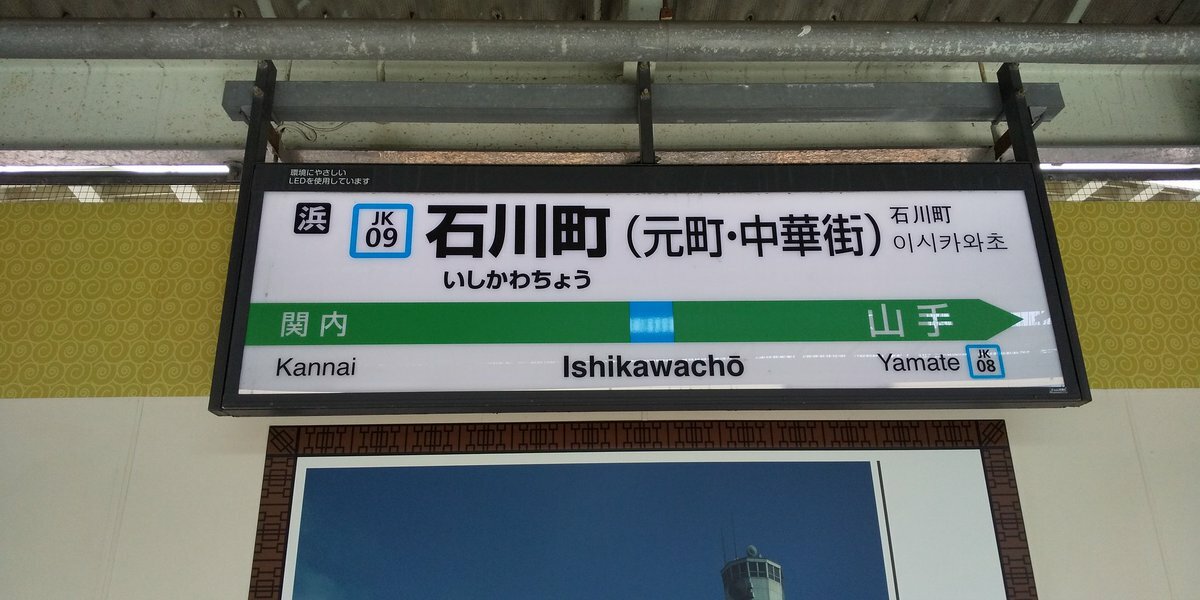 環境にやさしい
LEDを使用しています
浜 JK 09 石川町(元町・中華街) 石川町
이시카와초
いしかわちょう
関内 山手
Kannai Ishikawachō Yamate JK 08